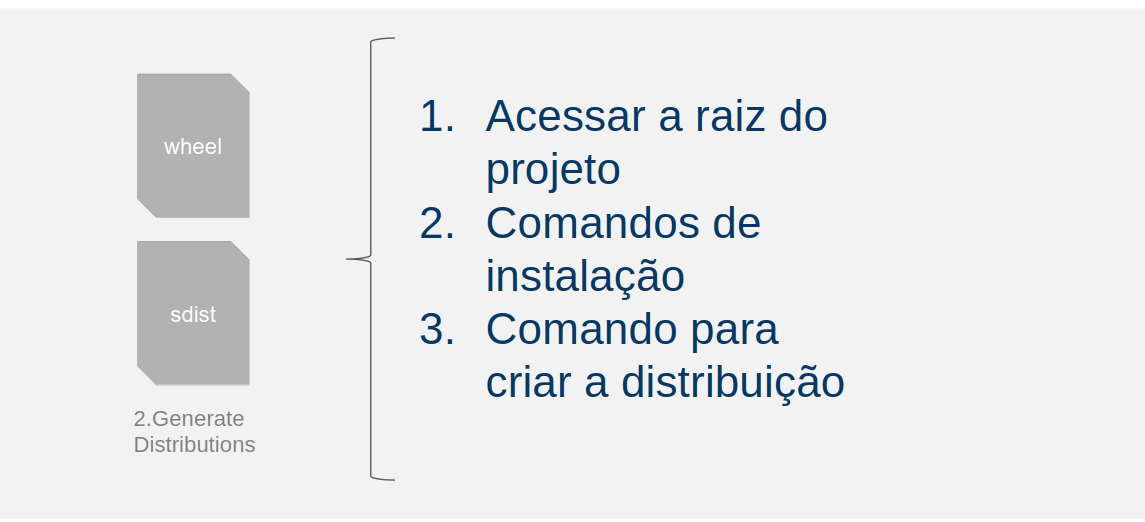 wheel
sdist
2.Generate
Distributions
1. Acessar a raiz do
projeto
2. Comandos de
instalação
3. Comando para
criar a distribuição